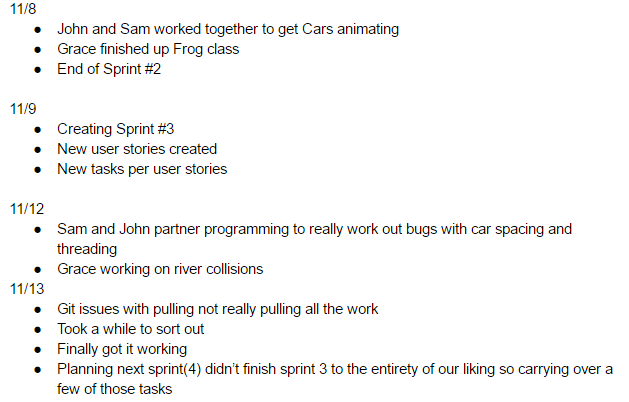 11/8
● John and Sam worked together to get Cars animating
● Grace finished up Frog class
● End of Sprint #2
11/9
● Creating Sprint #3
● New user stories created
● New tasks per user stories
11/12
● Sam and John partner programming to really work out bugs with car spacing and
threading
● Grace working on river collisions
11/13
● Git issues with pulling not really pulling all the work
● Took a while to sort out
● Finally got it working
● Planning next sprint(4) didn’t finish sprint 3 to the entirety of our liking so carrying over a
few of those tasks